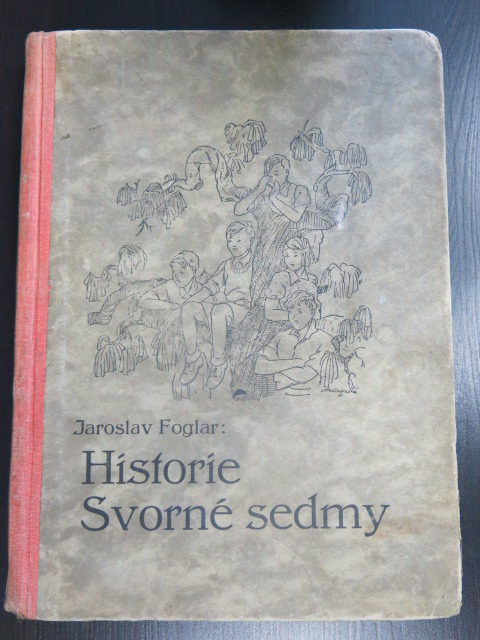 Jaroslav Foglar:
Historie
Svorné sedmy